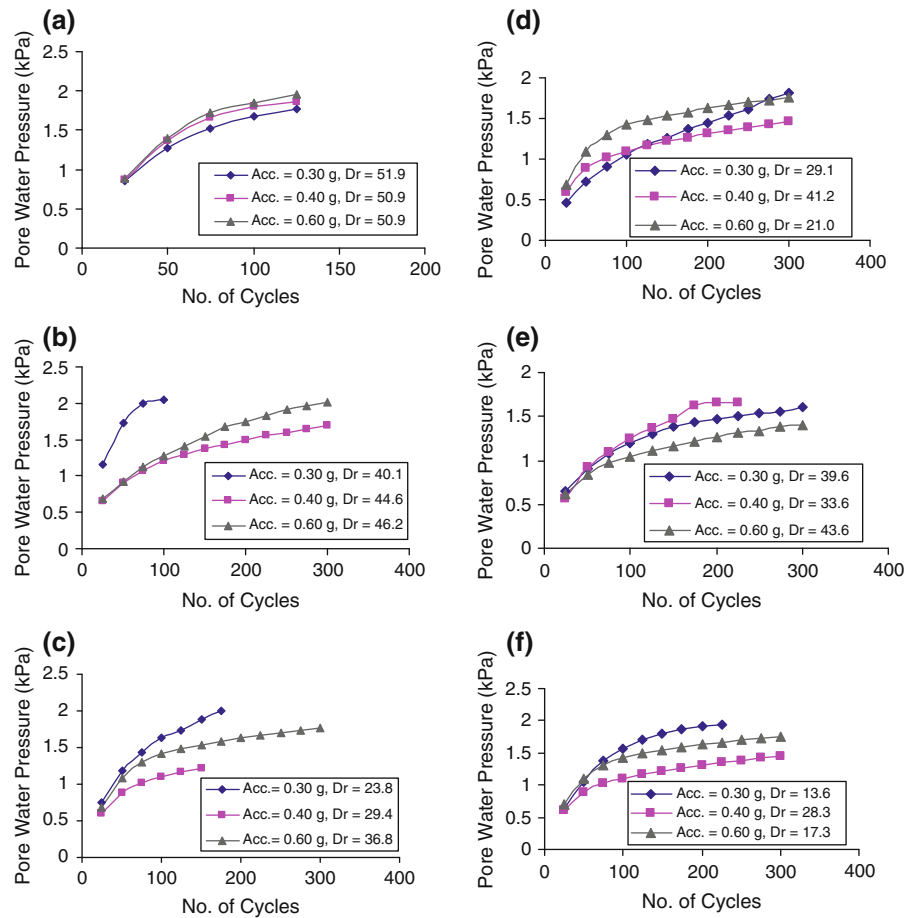 (a)
Pore Water Pressure (kPa)
2.5
2
1.5
1
0.5
0
0
50
100
150
200
No. of Cycles
Acc. = 0.30 g, Dr = 51.9
Acc. = 0.40 g, Dr = 50.9
Acc. = 0.60 g, Dr = 50.9
(d)
Pore Water Pressure (kPa)
2
1.5
1
0.5
0
0
100
200
300
400
No. of Cycles
Acc. = 0.30 g, Dr = 29.1
Acc. = 0.40 g, Dr = 41.2
Acc. = 0.60 g, Dr = 21.0
(b)
Pore Water Pressure (kPa)
2.5
2
1.5
1
0.5
0
0
100
200
300
400
No. of Cycles
Acc. = 0.30 g, Dr = 40.1
Acc. = 0.40 g, Dr = 44.6
Acc. = 0.60 g, Dr = 46.2
(e)
Pore Water Pressure (kPa)
2
1.5
1
0.5
0
0
100
200
300
400
No. of Cycles
Acc. = 0.30 g, Dr = 39.6
Acc. = 0.40 g, Dr = 33.6
Acc. = 0.60 g, Dr = 43.6
(c)
Pore Water Pressure (kPa)
2.5
2
1.5
1
0.5
0
0
100
200
300
400
No. of Cycles
Acc.= 0.30 g, Dr = 23.8
Acc.= 0.40 g, Dr = 29.4
Acc.= 0.60 g, Dr = 36.8
(f)
Pore Water Pressure (kPa)
2.5
2
1.5
1
0.5
0
0
100
200
300
400
No. of Cycles
Acc. = 0.30 g, Dr = 13.6
Acc. = 0.40 g, Dr = 28.3
Acc. = 0.60 g, Dr = 17.3